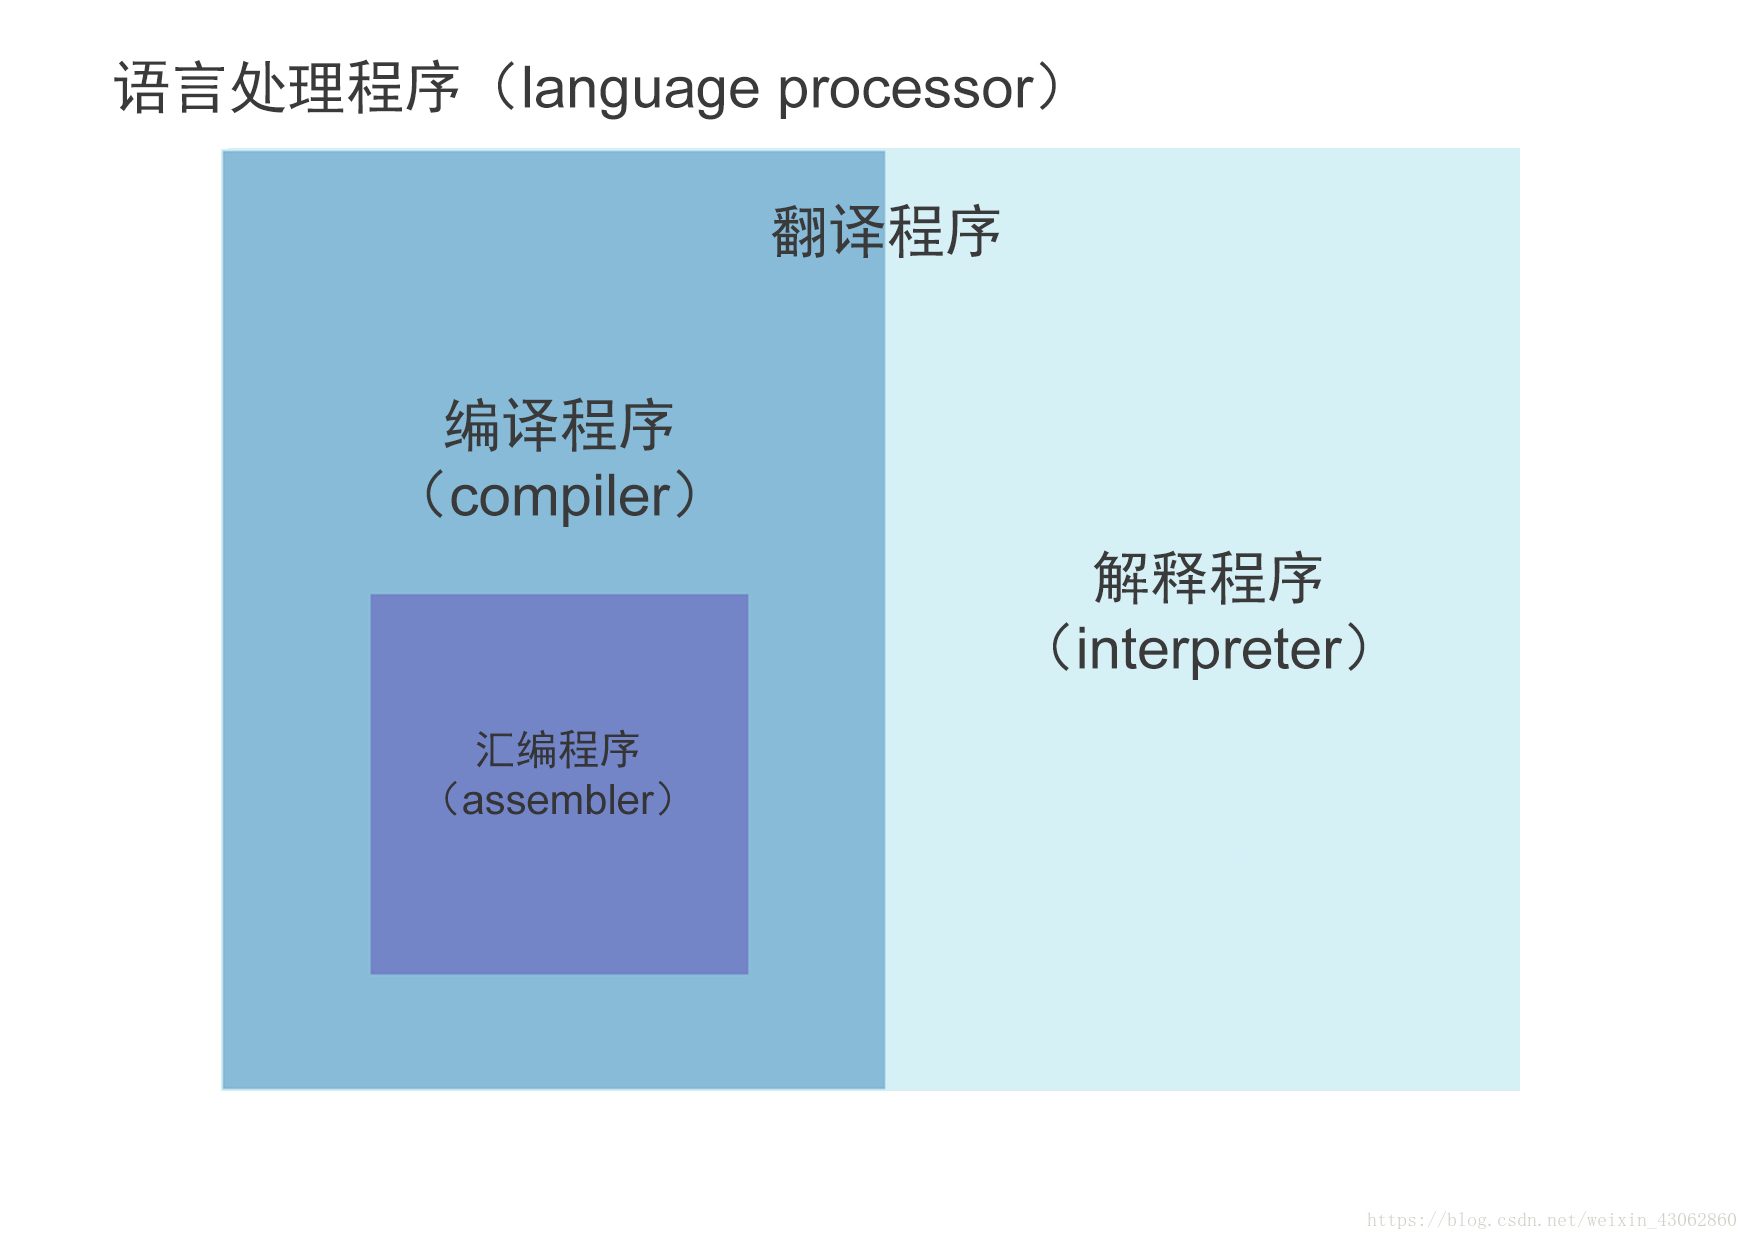 语言处理程序（language processor）
翻译程序
编译程序
（compiler）
解释程序
（interpreter）
汇编程序
（assembler）
https://blog.csdn.net/weixin_43062860